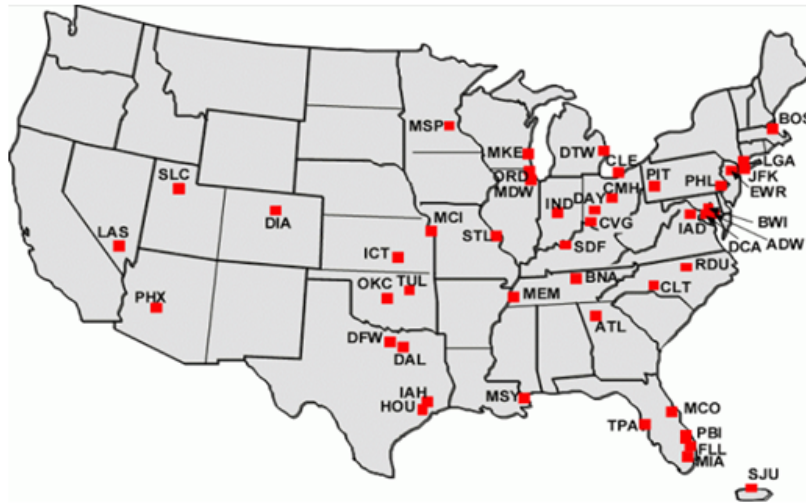 BOS
MSP
MKE
DTW
LGA
CLE
ORD
JFK
SLC
PIT
MDW
PHL
EWR
CMH
DAY
IND
DIA
MCI
BWI
CVG
LAS
STL
IAD
ADW
SDF
DCA
ICT
RDU
BNA
TUL
OKC
CLT
PHX
MEM
ATL
DFW
DAL
IAH
MSY
HOU
MCO
TPA
PBI
FLL
MIA
SJU